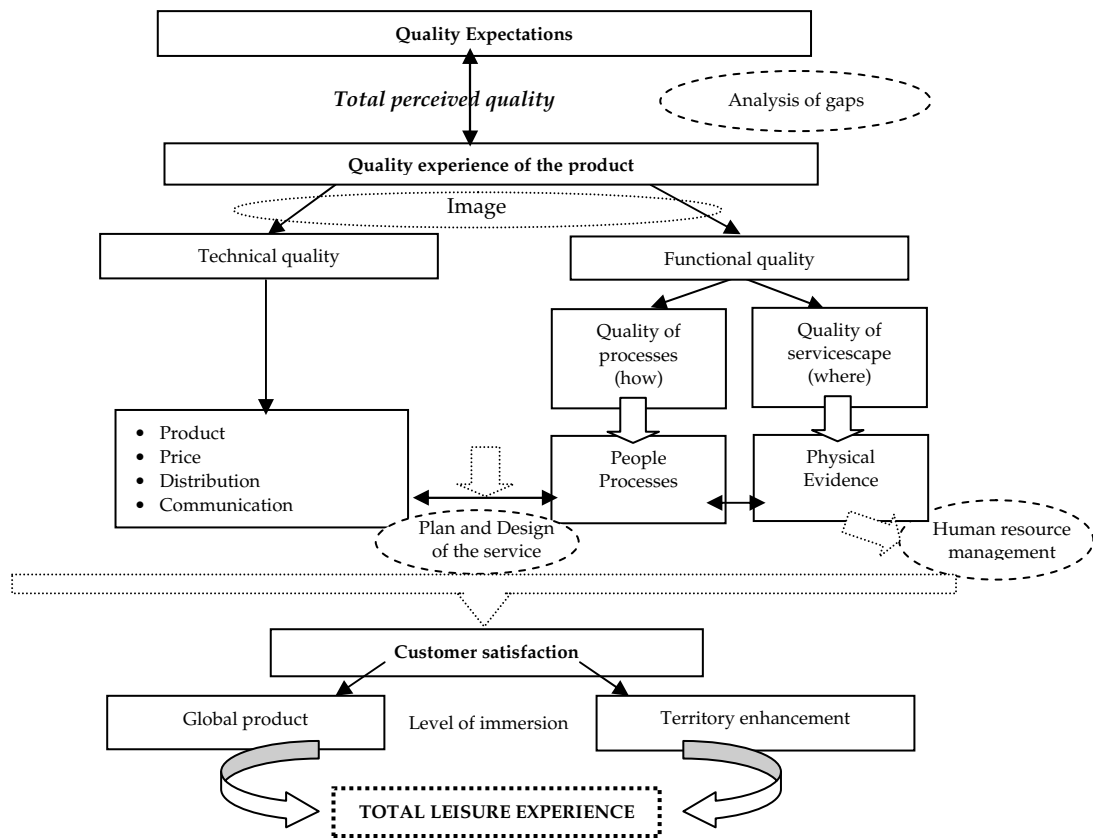 Quality Expectations
Total perceived quality
Analysis of gaps
Quality experience of the product
Image
Technical quality
Functional quality
Quality of
processes
(how)
Quality of
servicescape
(where)
• Product
• Price
• Distribution
• Communication
People
Processes
Physical
Evidence
Plan and Design
of the service
Human resource
management
Customer satisfaction
Global product
Level of immersion
Territory enhancement
TOTAL LEISURE EXPERIENCE